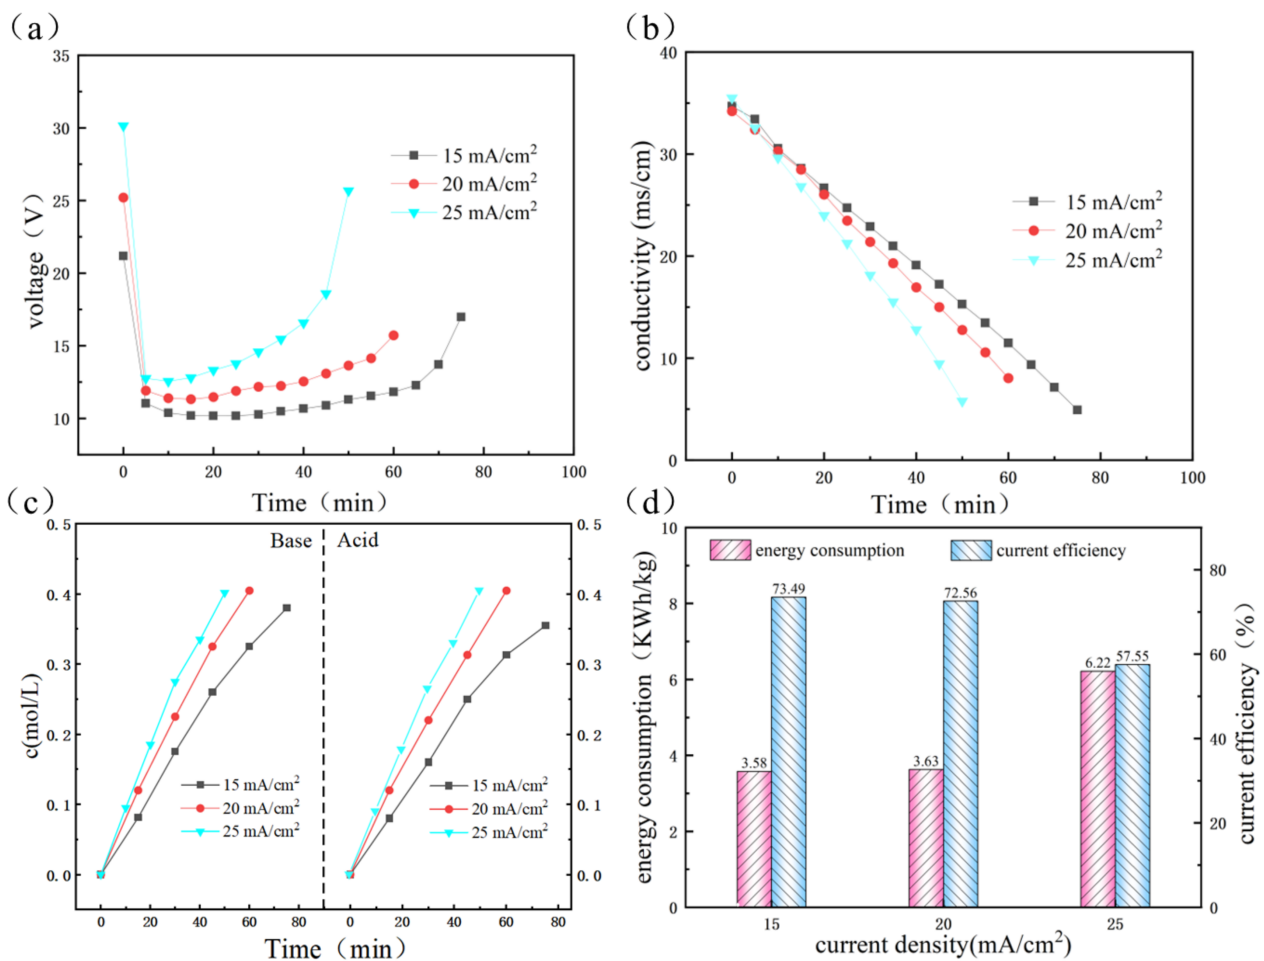 (a)
35
30
25
20
15
10
voltage（V）
15 mA/cm²
20 mA/cm²
25 mA/cm²
0 20 40 60 80 100
Time（min）
(b)
40
30
20
10
0
conductivity (ms/cm)
15 mA/cm²
20 mA/cm²
25 mA/cm²
0 20 40 60 80 100
Time（min）
(c)
0.5
0.4
0.3
0.2
0.1
0.0
c(mol/L)
Base Acid
15 mA/cm²
20 mA/cm²
25 mA/cm²
15 mA/cm²
20 mA/cm²
25 mA/cm²
0.5
0.4
0.3
0.2
0.1
0.0
0 20 40 60 80 0 20 40 60 80
Time（min）
(d)
10
8
6
4
2
0
energy consumption（KWh/kg）
energy consumption current efficiency
73.49
72.56
6.22 57.55
3.58
3.63
80
60
40
20
0
current efficiency（%）
15 20 25
current density(mA/cm²)